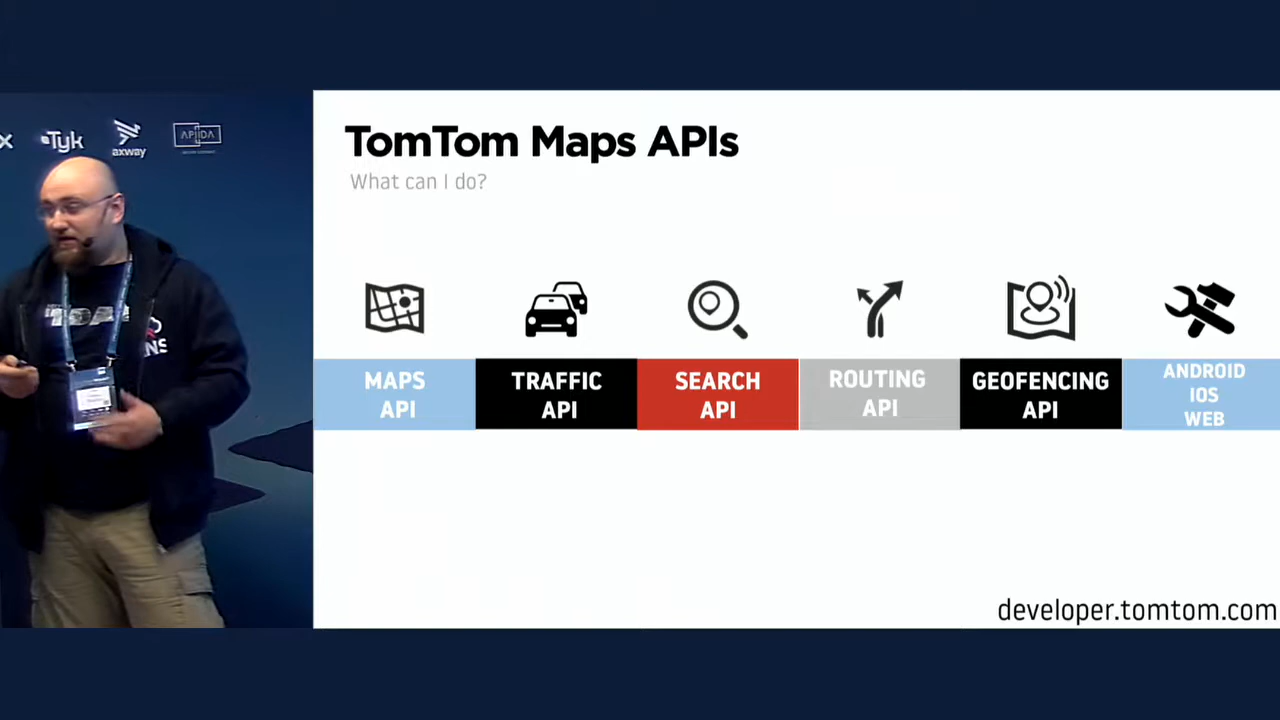 Tyk
axway
APIIDA
TomTom Maps APIs
What can I do?
MAPS
API
TRAFFIC
API
SEARCH
API
ROUTING
API
GEOFENCING
API
ANDROID
IOS
WEB
developer.tomtom.com